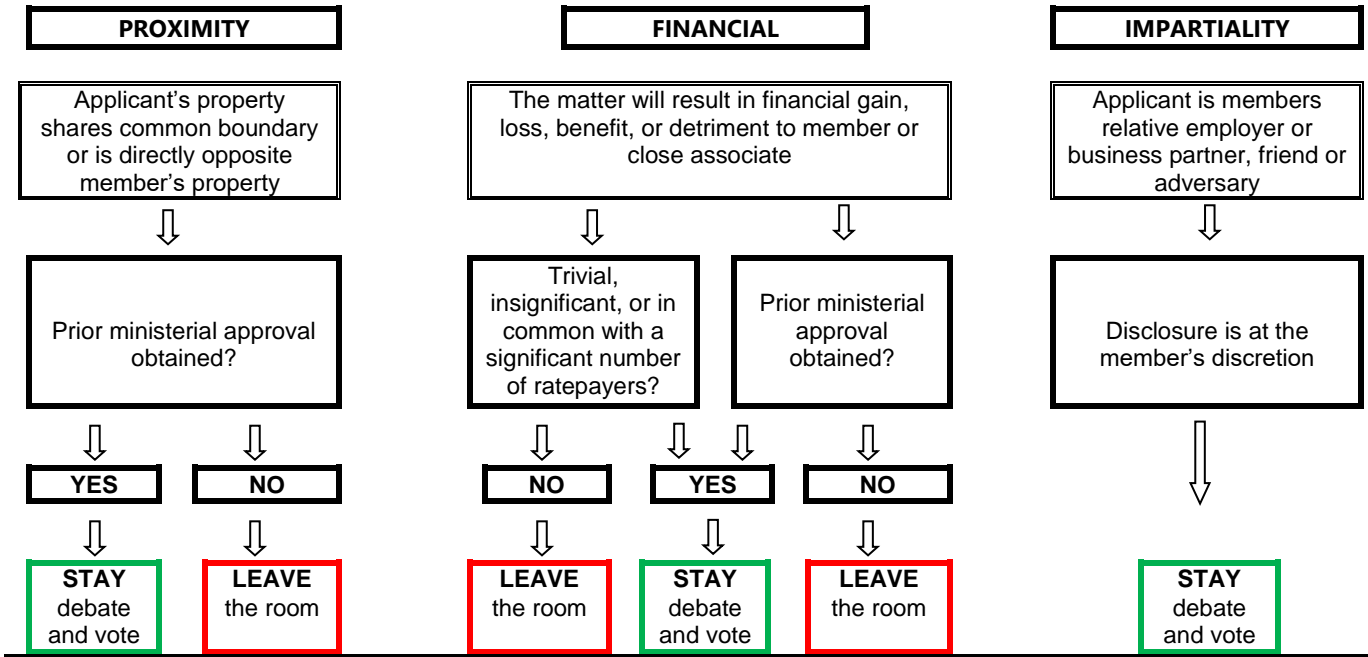 PROXIMITY
FINANCIAL
IMPARTIALITY
Applicant's property
shares common boundary
or is directly opposite
member's property
The matter will result in financial gain,
loss, benefit, or detriment to member or
close associate
Applicant is members
relative employer or
business partner, friend or
adversary
Prior ministerial approval
obtained?
Trivial,
insignificant, or in
common with a
significant number
of ratepayers?
Prior ministerial
approval
obtained?
Disclosure is at the
member's discretion
YES
NO
NO
YES
NO
STAY
debate
and vote
LEAVE
the room
LEAVE
the room
STAY
debate
and vote
LEAVE
the room
STAY
debate
and vote